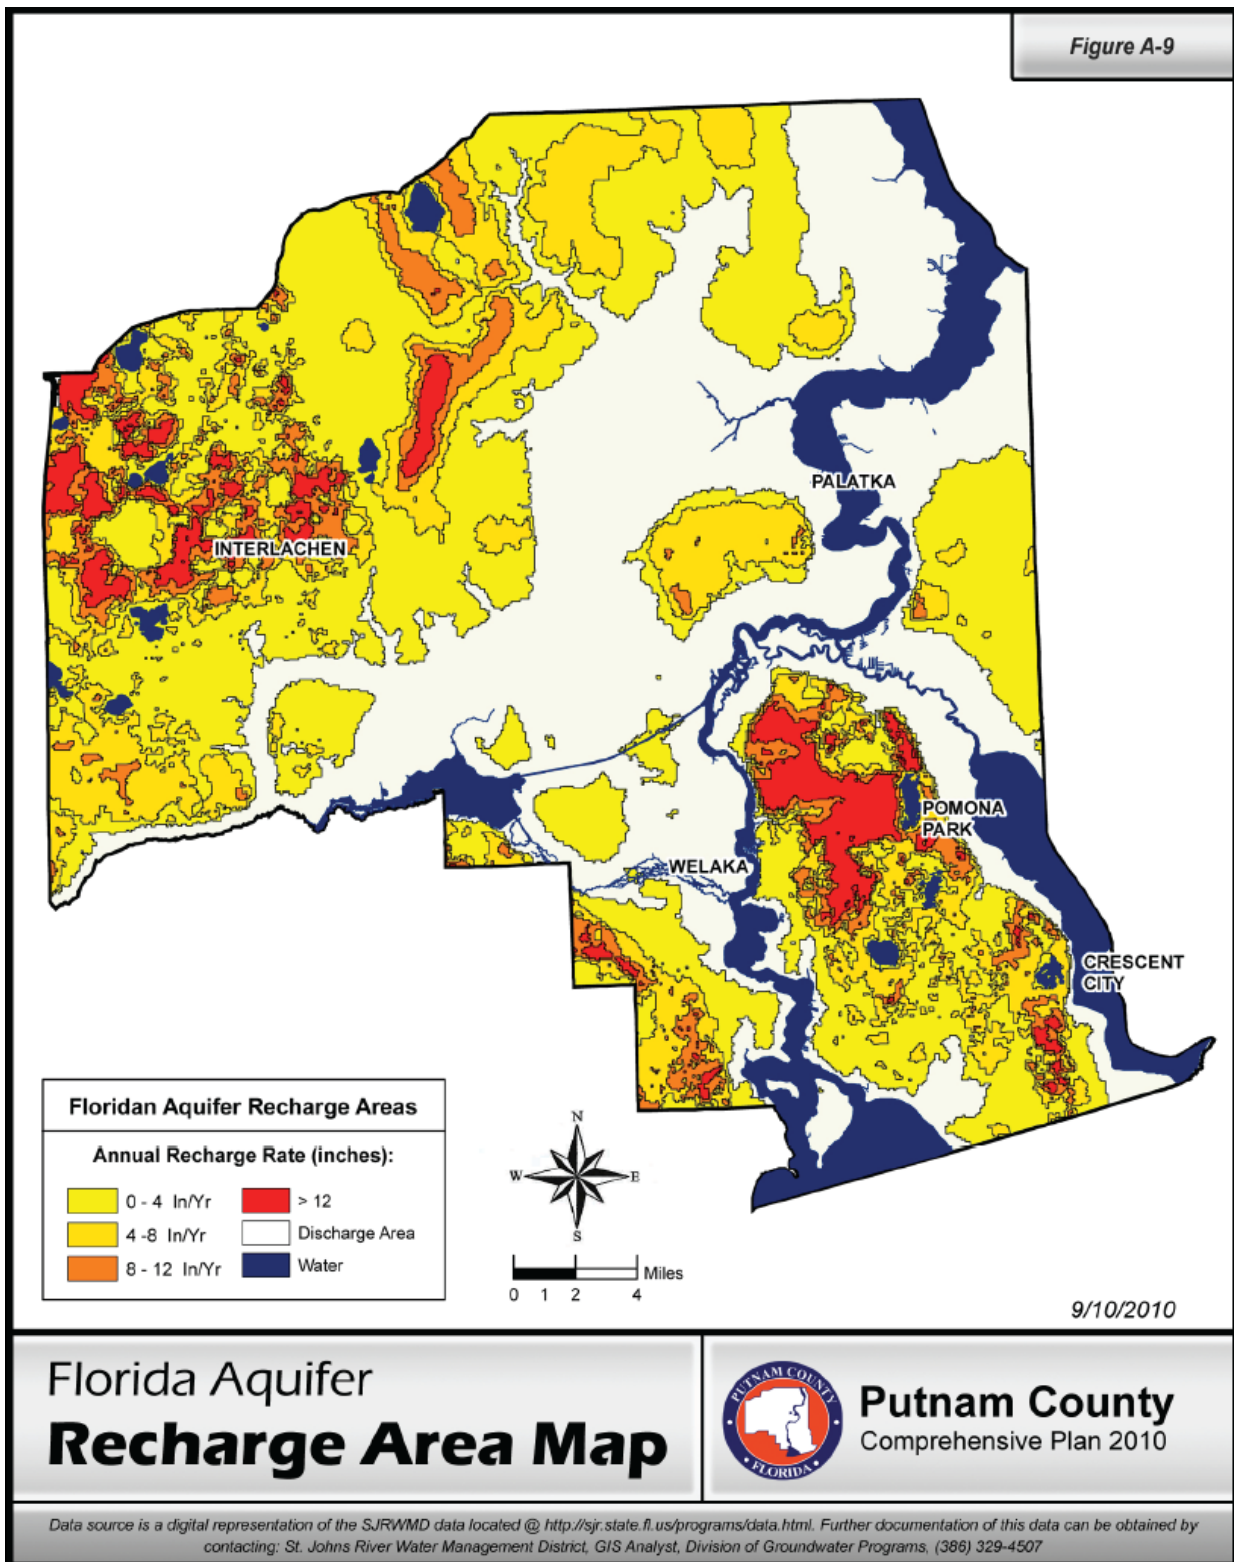 Figure A-9
PALATKA
INTERLACHEN
POMONA
PARK
WELAKA
CRESCENT
CITY
Floridan Aquifer Recharge Areas
Annual Recharge Rate (inches):
0 - 4 In/Yr
> 12
4 -8 In/Yr
Discharge Area
8 - 12 In/Yr
Water
N
W
E
S
Miles
0 1 2 4
9/10/2010
Florida Aquifer
Recharge Area Map
PUTNAM COUNTY
• FLORIDA •
Putnam County
Comprehensive Plan 2010
Data source is a digital representation of the SJRWMD data located @ http://sjr.state.fl.us/programs/data.html. Further documentation of this data can be obtained by
contacting: St. Johns River Water Management District, GIS Analyst, Division of Groundwater Programs, (386) 329-4507